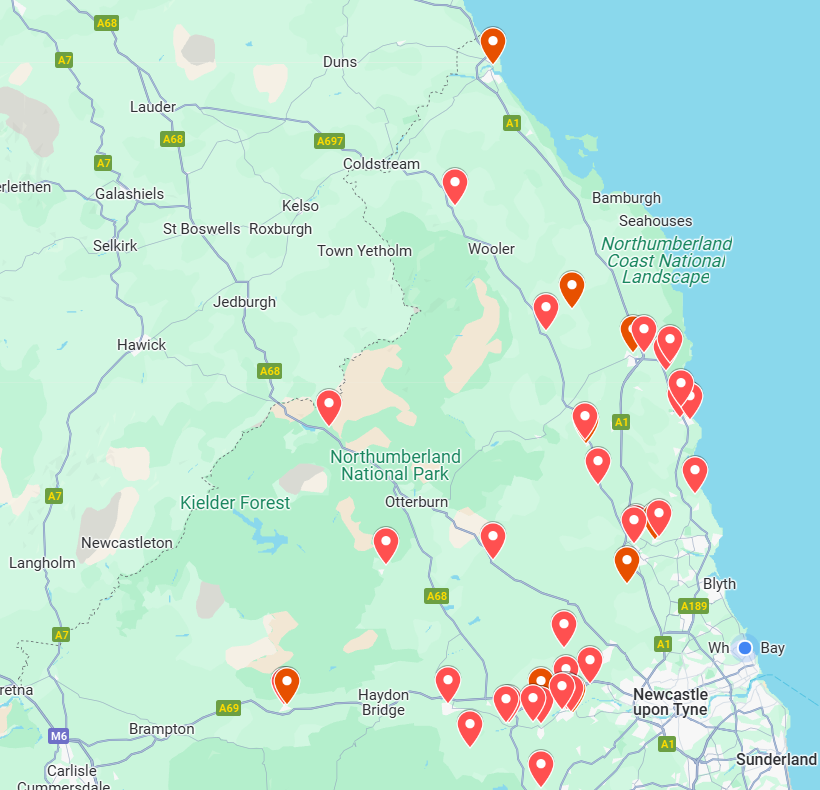 A68
A7
Duns
Lauder
A1
A68
A697
A7
Coldstream
erleithen
Galashiels
Bamburgh
Kelso
Seahouses
St Boswells
Roxburgh
Selkirk
Town Yetholm
Wooler
Northumberland
Coast National
Landscape
Jedburgh
Hawick
A68
A1
Northumberland
National Park
A7
Kielder Forest
Otterburn
Newcastleton
Langholm
Blyth
A68
A189
A7
A1
Wh
Bay
retna
Haydon
Bridge
Newcastle
upon Tyne
A69
Brampton
M6
A1
Sunderland
Carlisle
Cummersdale